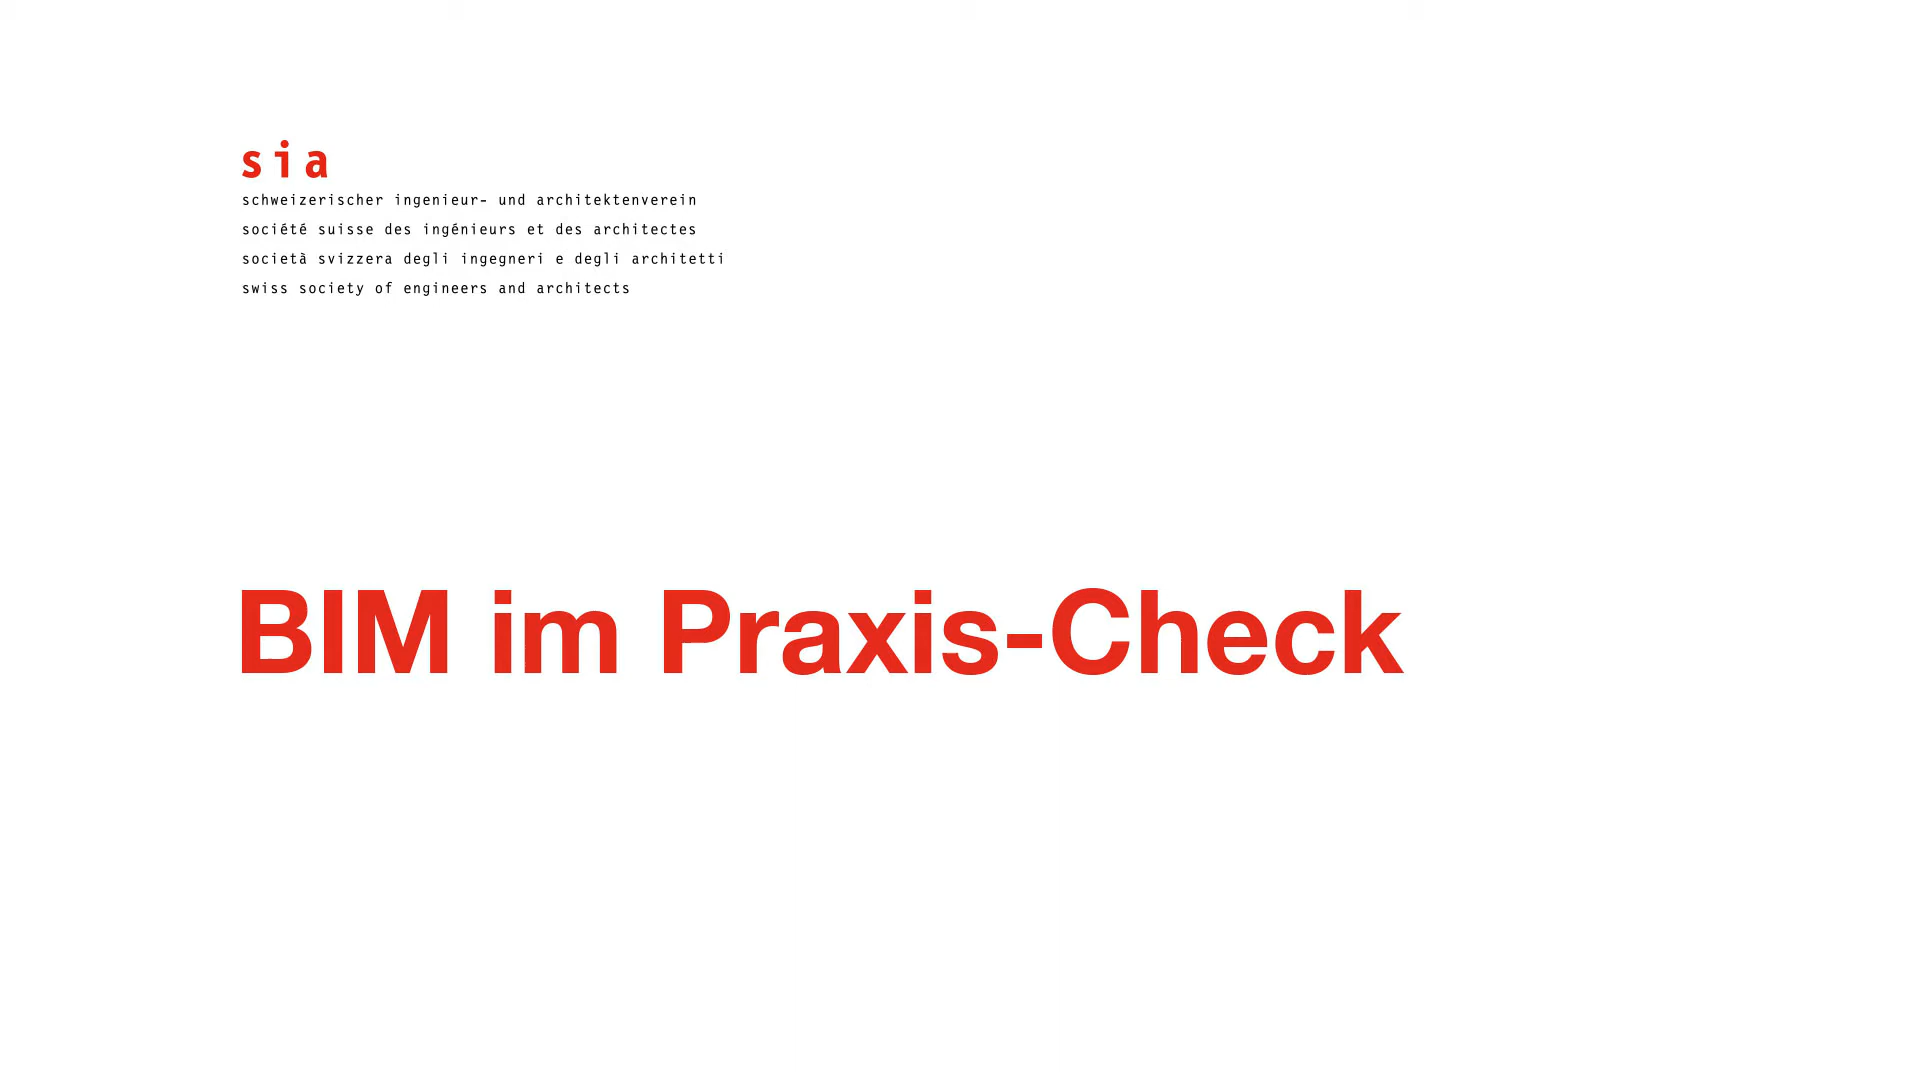 sia
schweizerischer ingenieur- und architektenverein
société suisse des ingénieurs et des architectes
società svizzera degli ingegneri e degli architetti
swiss society of engineers and architects
BIM im Praxis-Check